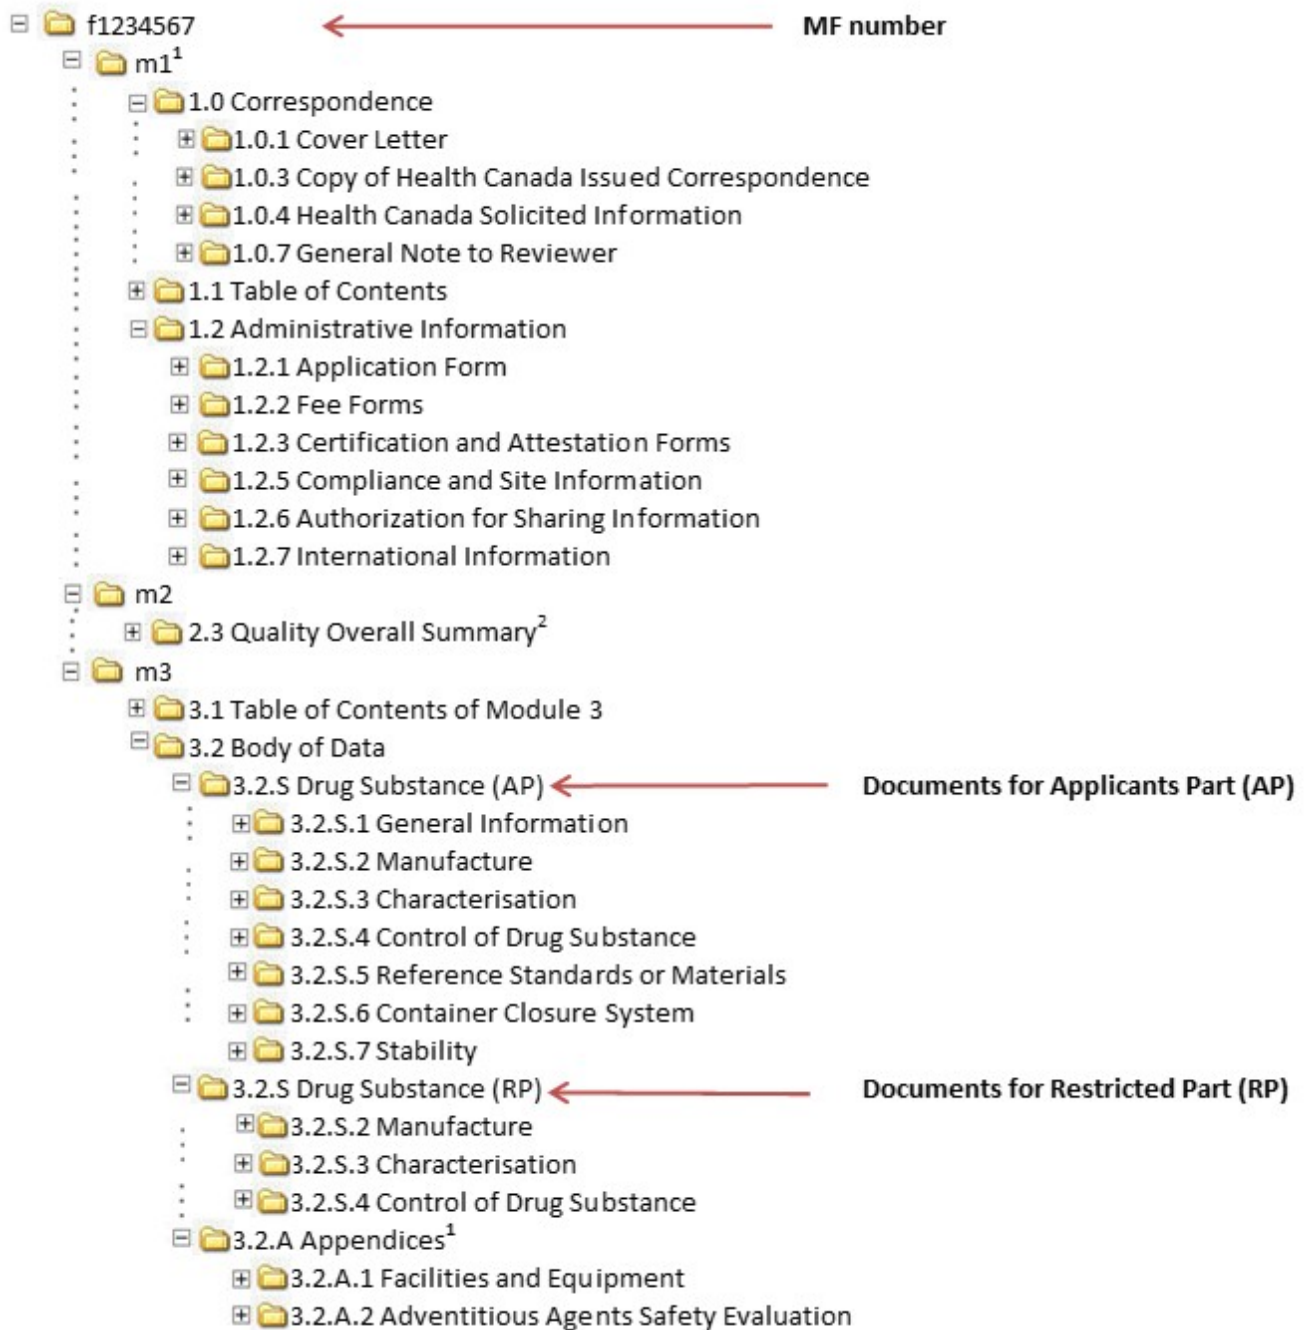 f1234567 MF number
m1¹
1.0 Correspondence
1.0.1 Cover Letter
1.0.3 Copy of Health Canada Issued Correspondence
1.0.4 Health Canada Solicited Information
1.0.7 General Note to Reviewer
1.1 Table of Contents
1.2 Administrative Information
1.2.1 Application Form
1.2.2 Fee Forms
1.2.3 Certification and Attestation Forms
1.2.5 Compliance and Site Information
1.2.6 Authorization for Sharing Information
1.2.7 International Information
m2
2.3 Quality Overall Summary²
m3
3.1 Table of Contents of Module 3
3.2 Body of Data
3.2.S Drug Substance (AP) Documents for Applicants Part (AP)
3.2.S.1 General Information
3.2.S.2 Manufacture
3.2.S.3 Characterisation
3.2.S.4 Control of Drug Substance
3.2.S.5 Reference Standards or Materials
3.2.S.6 Container Closure System
3.2.S.7 Stability
3.2.S Drug Substance (RP) Documents for Restricted Part (RP)
3.2.S.2 Manufacture
3.2.S.3 Characterisation
3.2.S.4 Control of Drug Substance
3.2.A Appendices¹
3.2.A.1 Facilities and Equipment
3.2.A.2 Adventitious Agents Safety Evaluation